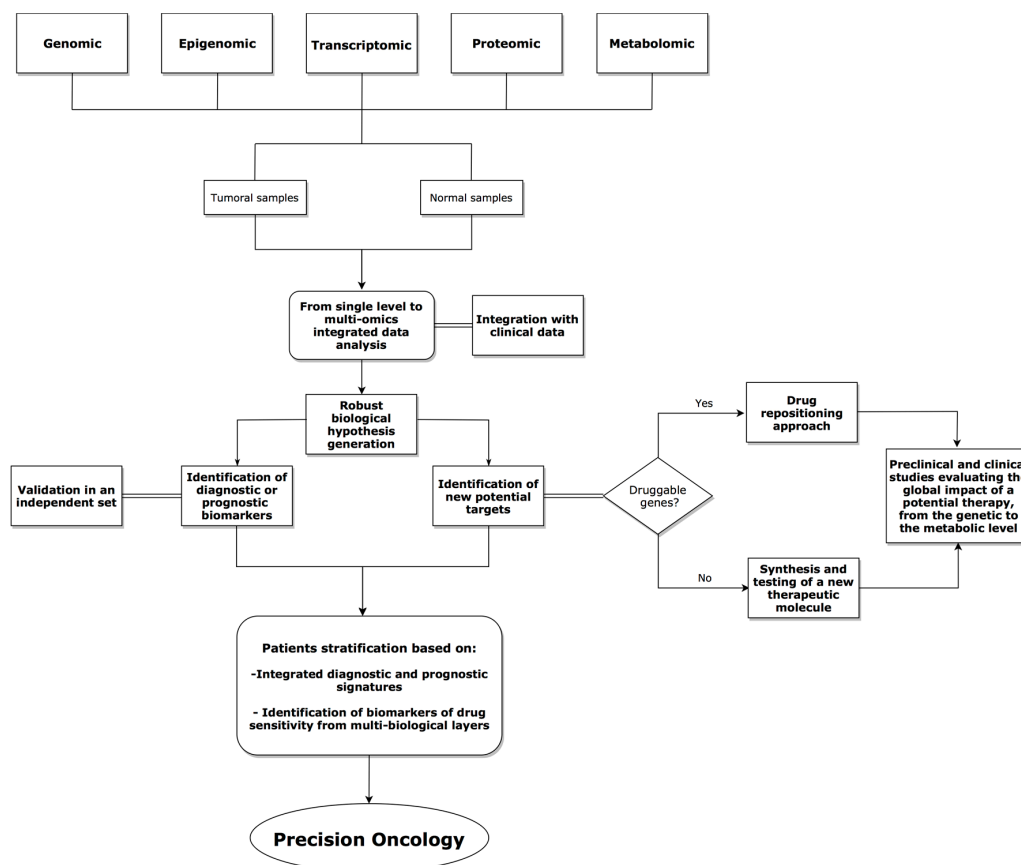 Genomic
Epigenomic
Transcriptomic
Proteomic
Metabolomic
Tumoral samples
Normal samples
From single level to
multi-omics
integrated data
analysis
Integration with
clinical data
Robust
biological
hypothesis
generation
Validation in an
independent set
Identification of
diagnostic or
prognostic
biomarkers
Identification of
new potential
targets
Druggable
genes?
Yes
Drug
repositioning
approach
No
Synthesis and
testing of a new
therapeutic
molecule
Preclinical and clinical
studies evaluating the
global impact of a
potential therapy,
from the genetic to
the metabolic level
Patients stratification based on:
-Integrated diagnostic and prognostic
signatures
- Identification of biomarkers of drug
sensitivity from multi-biological layers
Precision Oncology